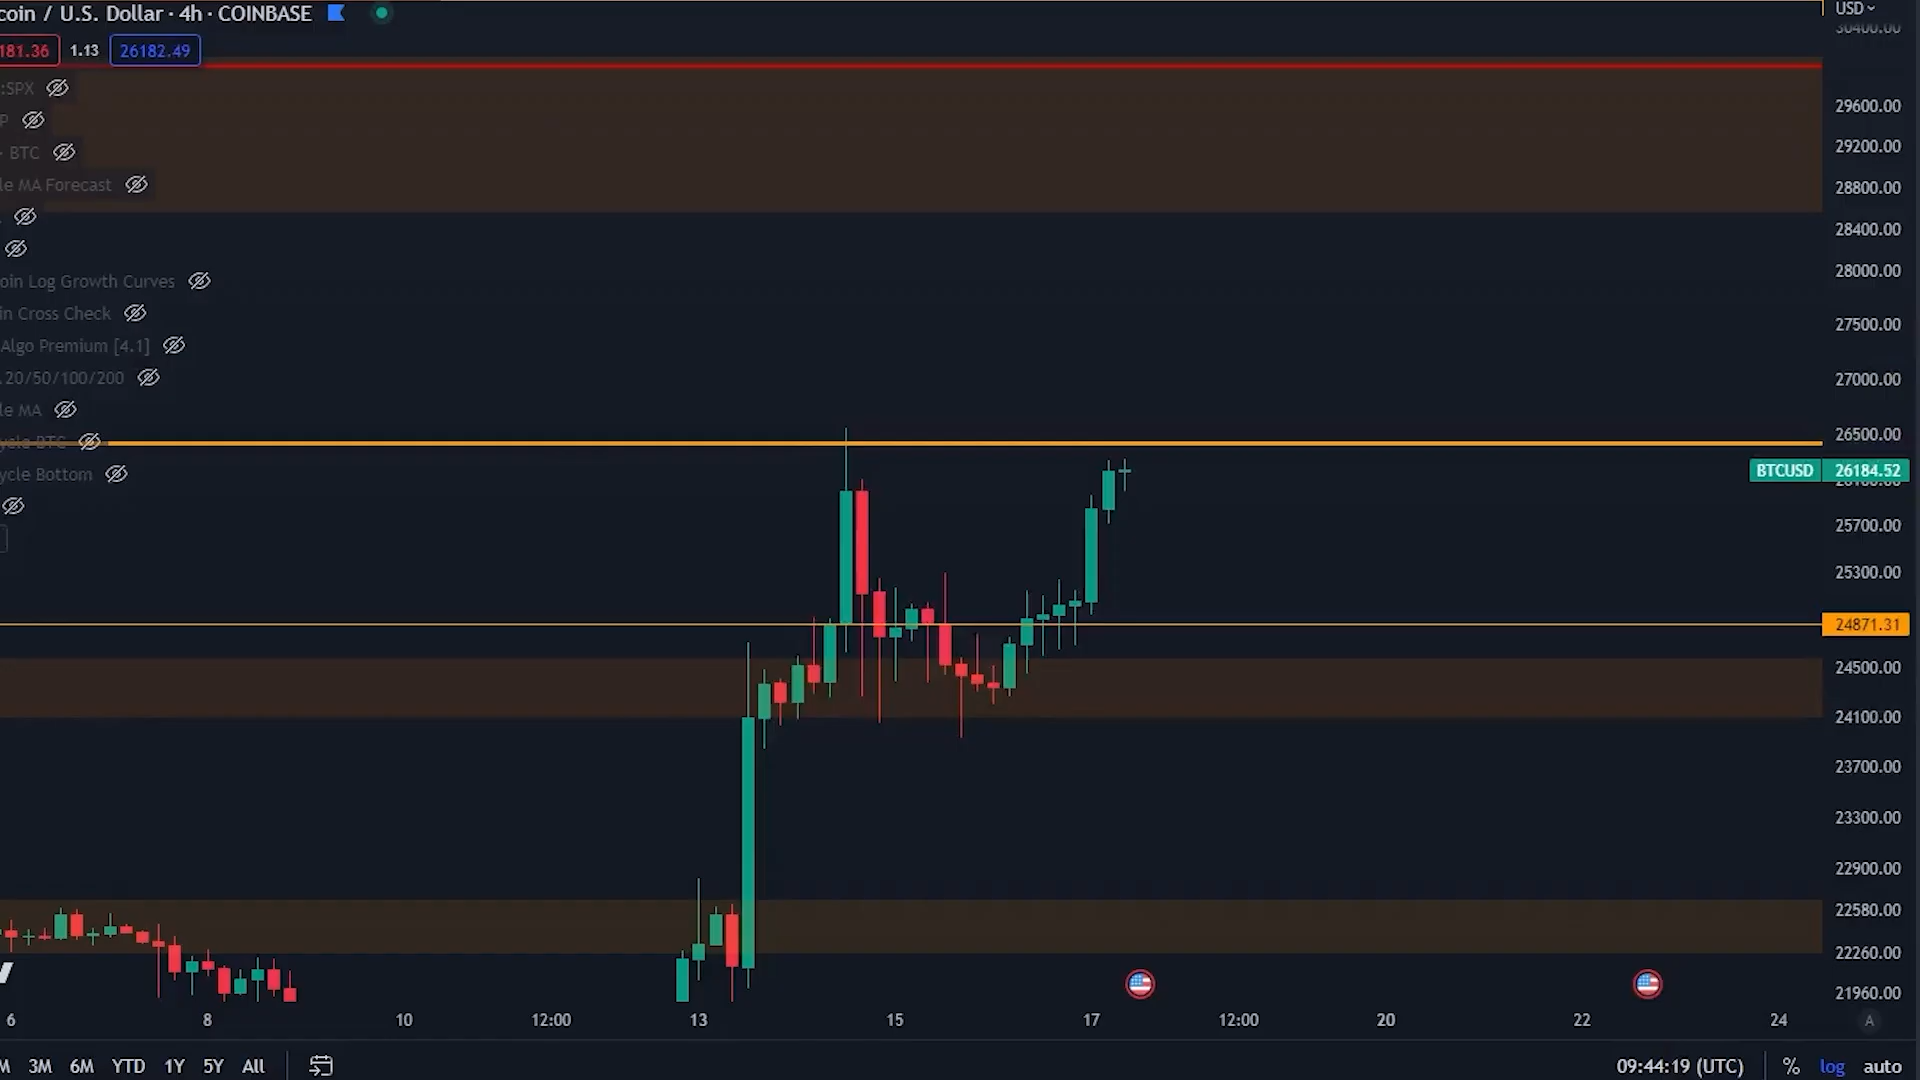 coin / U.S. Dollar · 4h · COINBASE
USD
30400.00
181.36 1.13 26182.49
:SPX
P
BTC
le MA Forecast
oin Log Growth Curves
in Cross Check
Algo Premium [4.1]
20/50/100/200
le MA
ycle BTC
ycle Bottom
29600.00
29200.00
28800.00
28400.00
28000.00
27500.00
27000.00
26500.00
BTCUSD 26184.52
25700.00
25300.00
24871.31
24500.00
24100.00
23700.00
23300.00
22900.00
22580.00
22260.00
21960.00
6 8 10 12:00 13 15 17 12:00 20 22 24 A
M 3M 6M YTD 1Y 5Y All 09:44:19 (UTC) % log auto